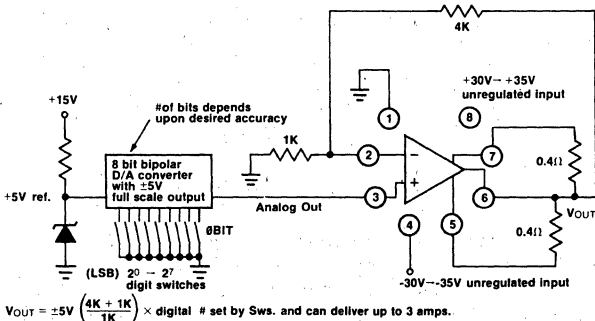 4K
+30V→ +35V
unregulated input
#of bits depends
upon desired accuracy
+15V
1
8
8 bit bipolar
D/A converter
with ±5V
full scale output
1K
2
−
7
0.4Ω
+5V ref.
Analog Out
3
+
6
VOUT
ØBIT
4
5
0.4Ω
(LSB) 2⁰ − 2⁷
digit switches
-30V→-35V unregulated input
VOUT = ±5V (4K + 1K / 1K) × digital # set by Sws. and can deliver up to 3 amps.